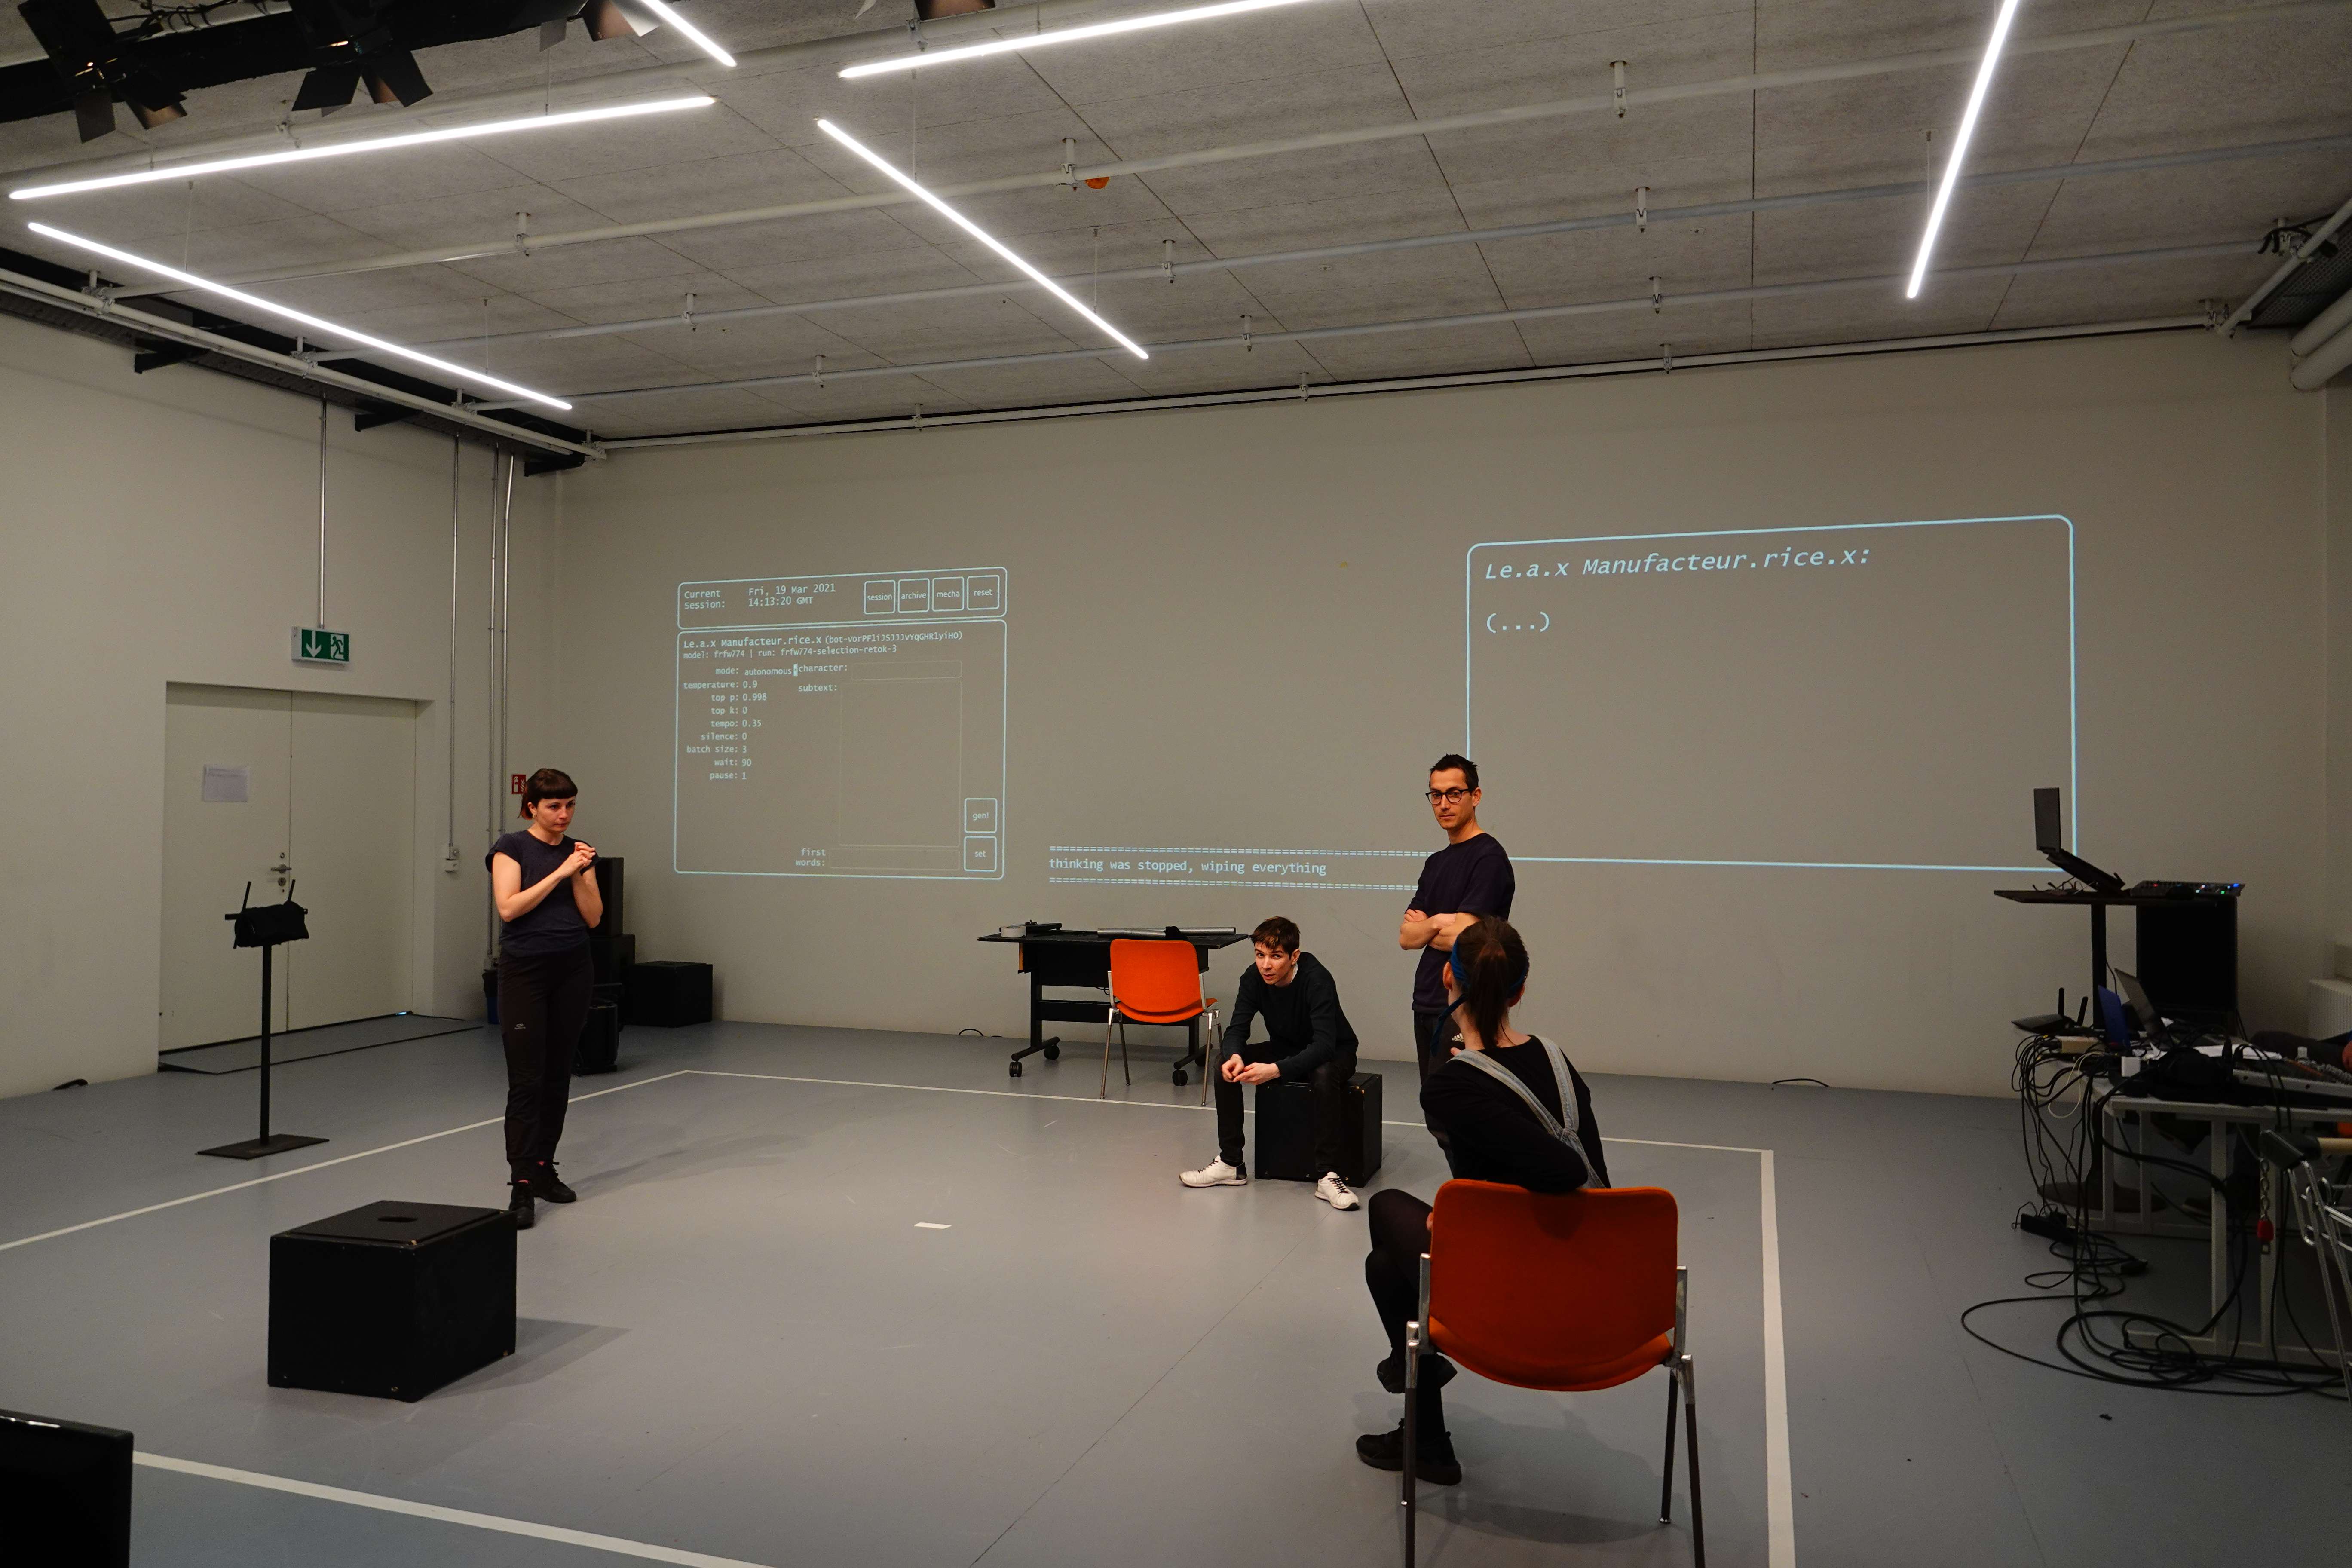 Current Session: Fri, 19 Mar 2021 14:13:20 GMT
session archive mecha reset
Le.a.x Manufacteur.rice.x (bot-vorPF1iJSJJJvYqGHR1yiHO)
model: frfw774 | run: frfw774-selection-retok-3
mode: autonomous character:
temperature: 0.9
subtext:
top p: 0.998
top k: 0
tempo: 0.35
silence: 0
batch size: 3
wait: 90
pause: 1
gen!
first words:
set
================================================
thinking was stopped, wiping everything
================================================
Le.a.x Manufacteur.rice.x:
(...)